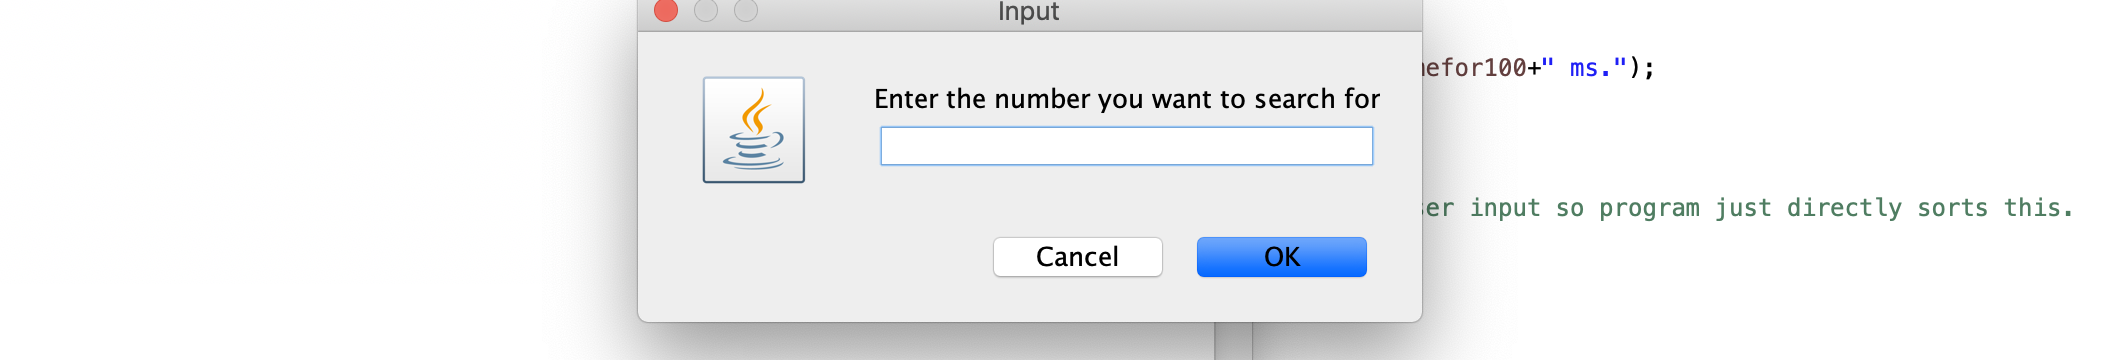 Input
efor100+" ms.");
Enter the number you want to search for
ser input so program just directly sorts this.
Cancel
OK